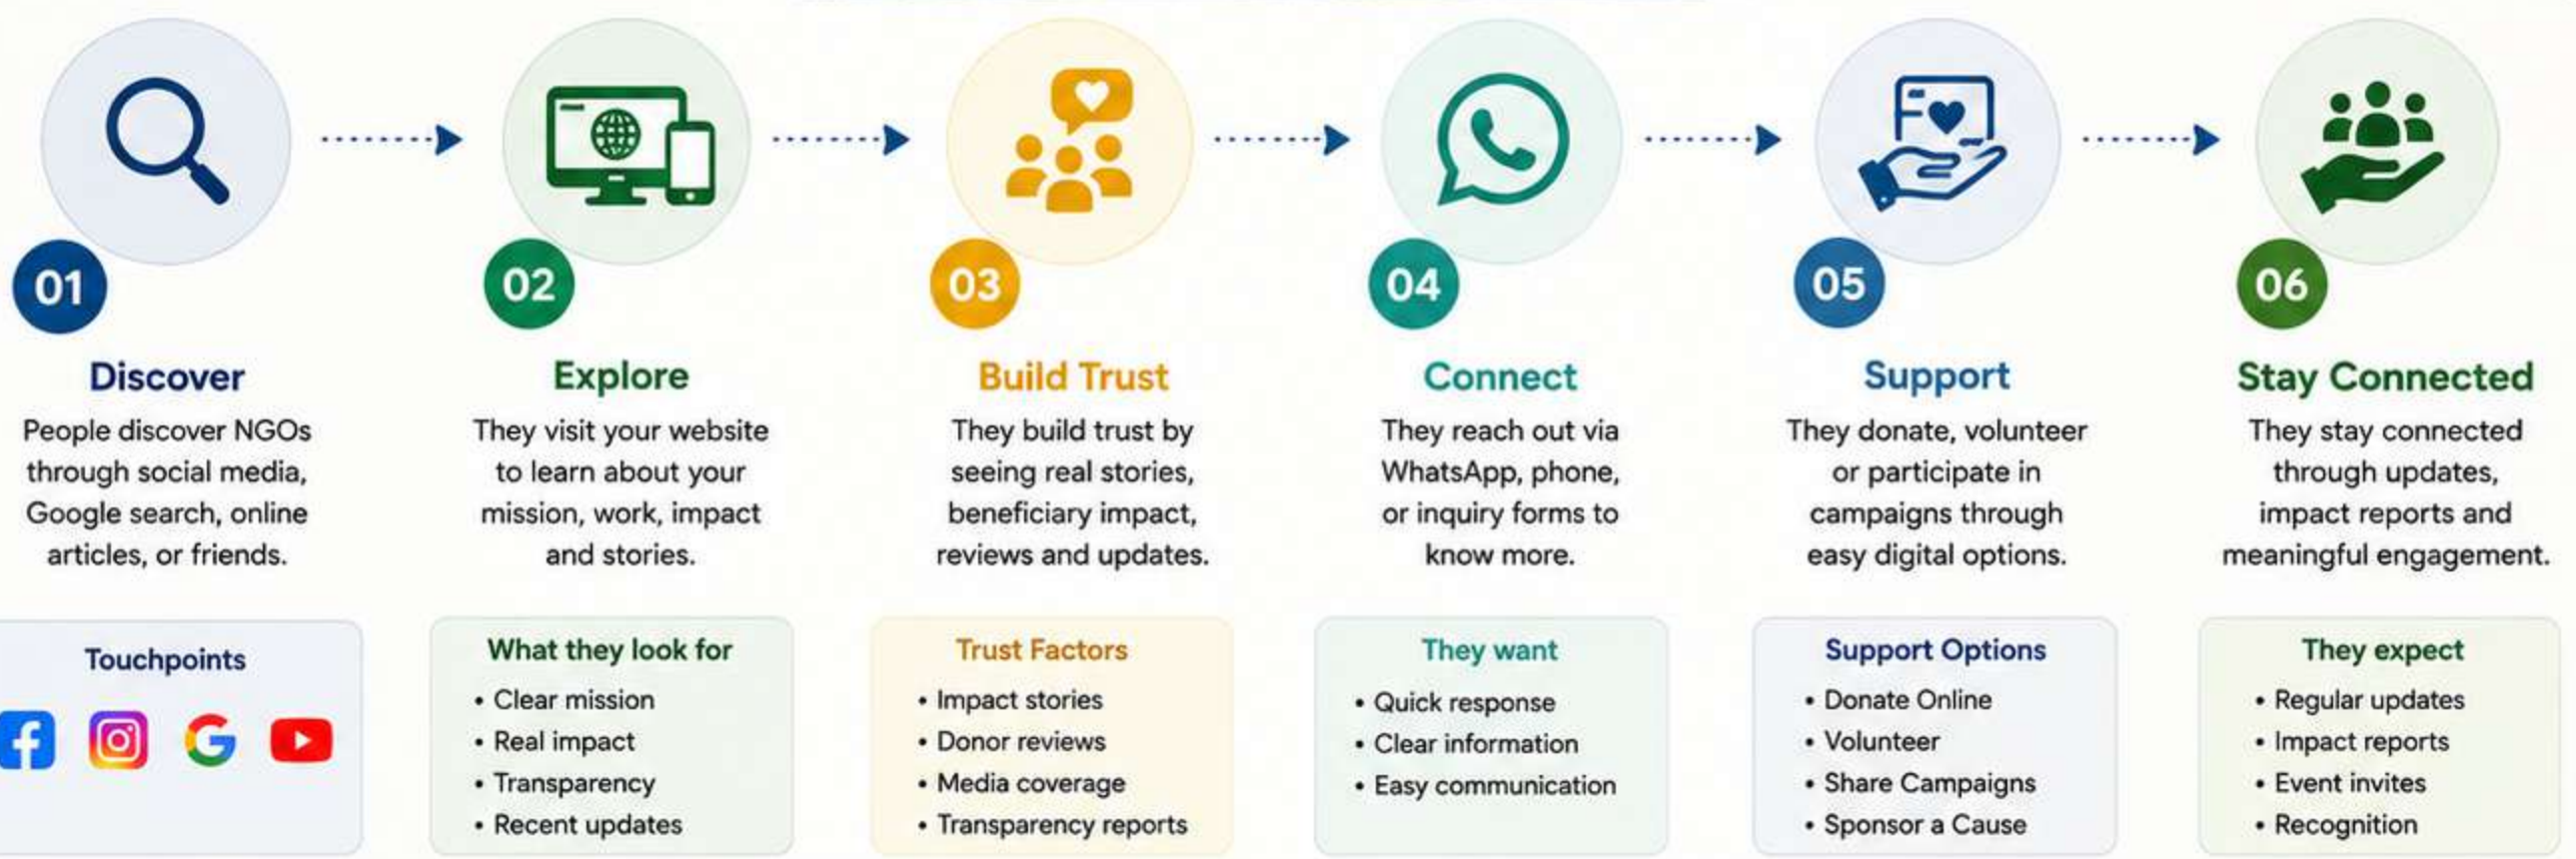 01
Discover
People discover NGOs
through social media,
Google search, online
articles, or friends.
Touchpoints
02
Explore
They visit your website
to learn about your
mission, work, impact
and stories.
What they look for
• Clear mission
• Real impact
• Transparency
• Recent updates
03
Build Trust
They build trust by
seeing real stories,
beneficiary impact,
reviews and updates.
Trust Factors
• Impact stories
• Donor reviews
• Media coverage
• Transparency reports
04
Connect
They reach out via
WhatsApp, phone,
or inquiry forms to
know more.
They want
• Quick response
• Clear information
• Easy communication
05
Support
They donate, volunteer
or participate in
campaigns through
easy digital options.
Support Options
• Donate Online
• Volunteer
• Share Campaigns
• Sponsor a Cause
06
Stay Connected
They stay connected
through updates,
impact reports and
meaningful engagement.
They expect
• Regular updates
• Impact reports
• Event invites
• Recognition